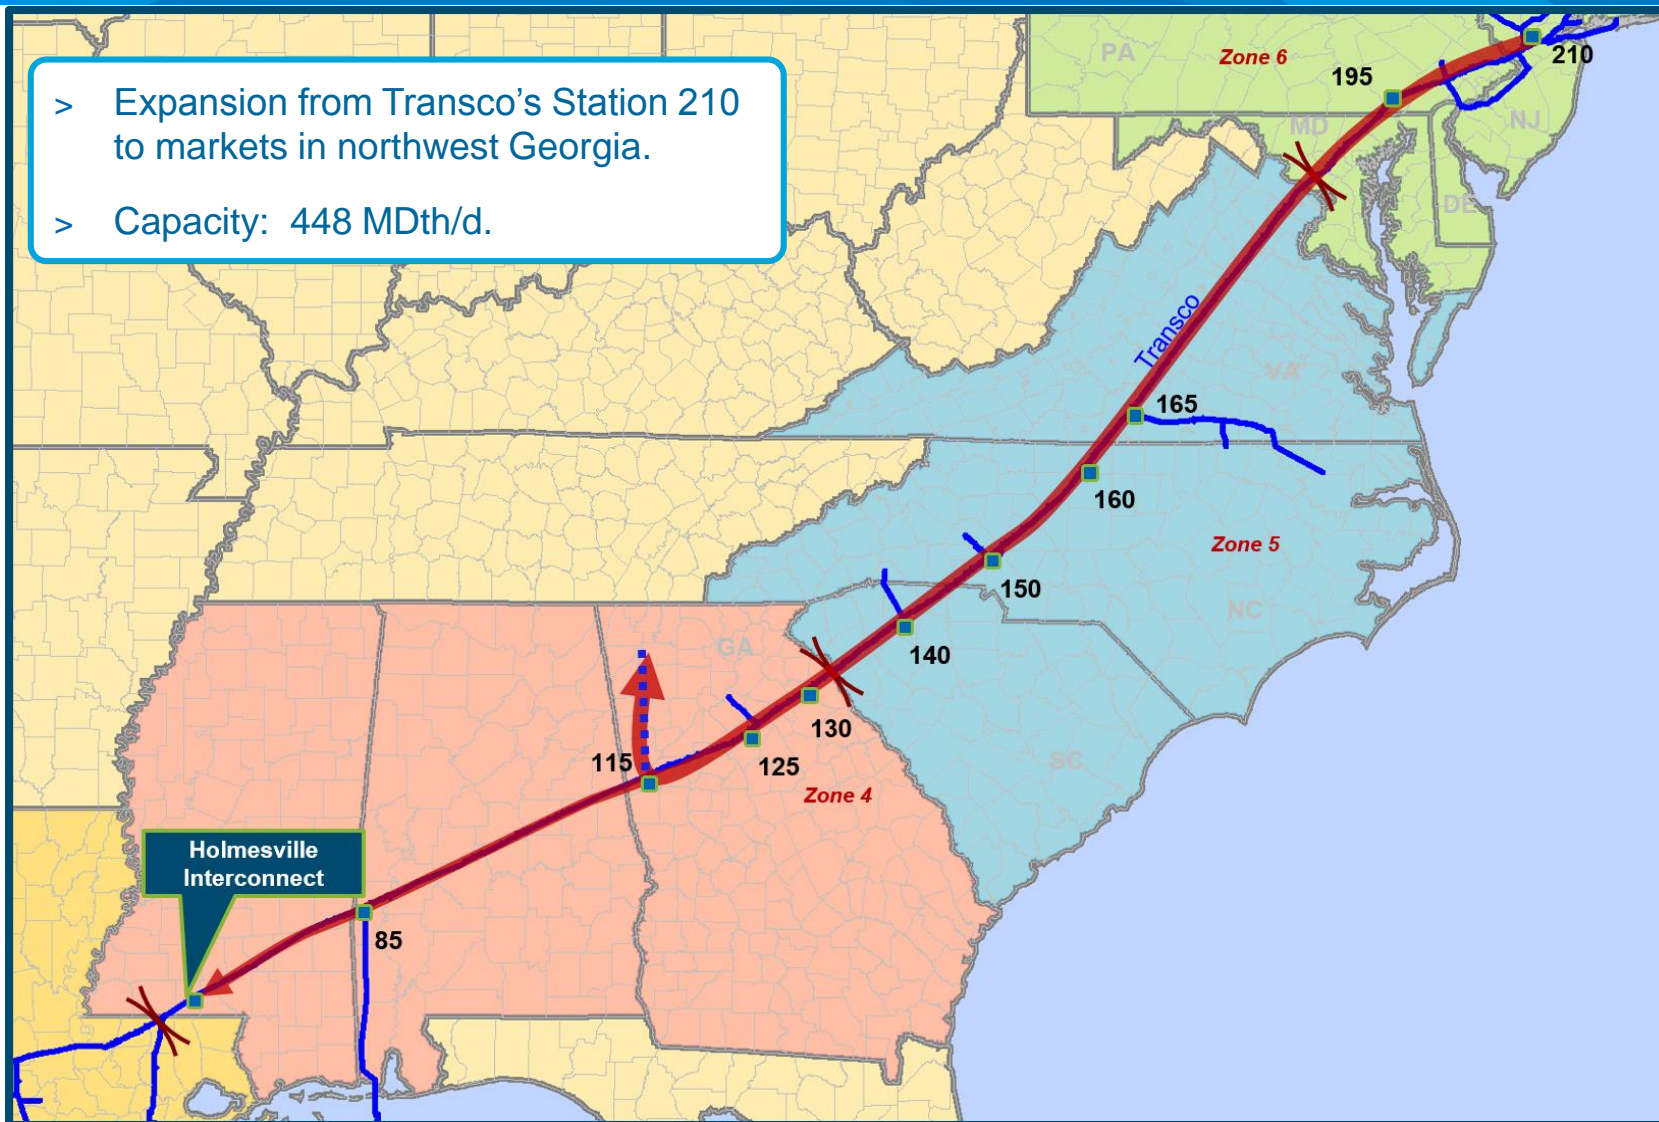 > Expansion from Transco's Station 210
to markets in northwest Georgia.
> Capacity: 448 MDth/d.
PA
Zone 6
195
210
MD
NJ
DE
Transco
VA
165
160
Zone 5
150
NC
GA
140
130
SC
115
125
Zone 4
Holmesville
Interconnect
85